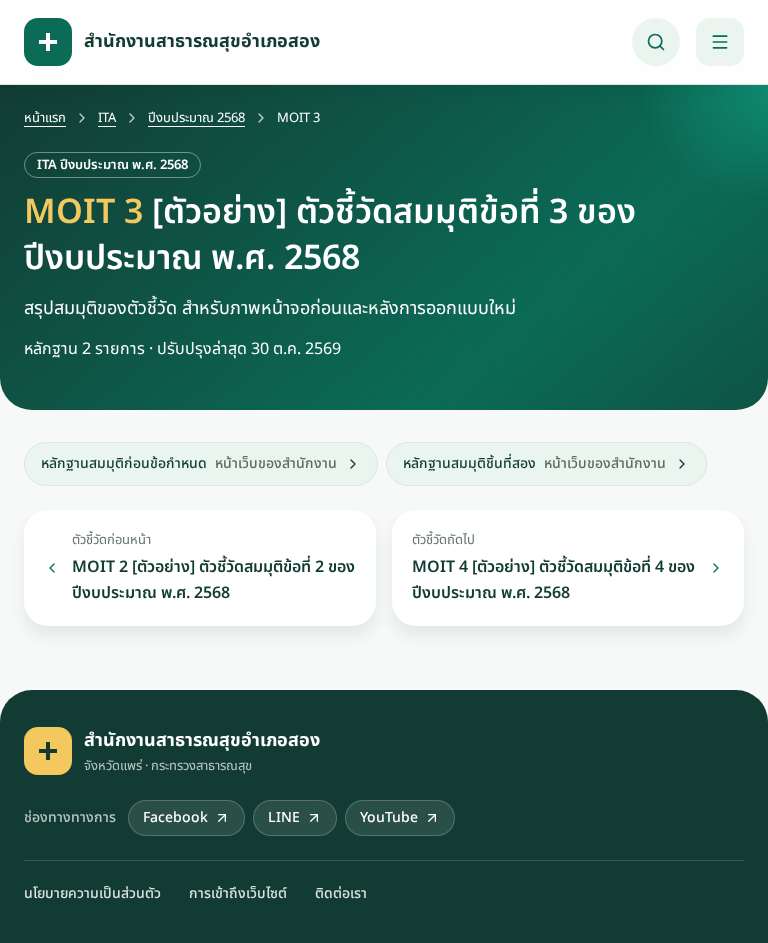 สำนักงานสาธารณสุขอำเภอสอง
หน้าแรก > ITA > ปีงบประมาณ 2568 > MOIT 3
ITA ปีงบประมาณ พ.ศ. 2568
MOIT 3 [ตัวอย่าง] ตัวชี้วัดสมมุติข้อที่ 3 ของ
ปีงบประมาณ พ.ศ. 2568
สรุปสมมุติของตัวชี้วัด สำหรับภาพหน้าจอก่อนและหลังการออกแบบใหม่
หลักฐาน 2 รายการ · ปรับปรุงล่าสุด 30 ต.ค. 2569
หลักฐานสมมุติก่อนข้อกำหนด หน้าเว็บของสำนักงาน
หลักฐานสมมุติชิ้นที่สอง หน้าเว็บของสำนักงาน
ตัวชี้วัดก่อนหน้า
MOIT 2 [ตัวอย่าง] ตัวชี้วัดสมมุติข้อที่ 2 ของ
ปีงบประมาณ พ.ศ. 2568
ตัวชี้วัดถัดไป
MOIT 4 [ตัวอย่าง] ตัวชี้วัดสมมุติข้อที่ 4 ของ
ปีงบประมาณ พ.ศ. 2568
สำนักงานสาธารณสุขอำเภอสอง
จังหวัดแพร่ · กระทรวงสาธารณสุข
ช่องทางทางการ Facebook LINE YouTube
นโยบายความเป็นส่วนตัว การเข้าถึงเว็บไซต์ ติดต่อเรา